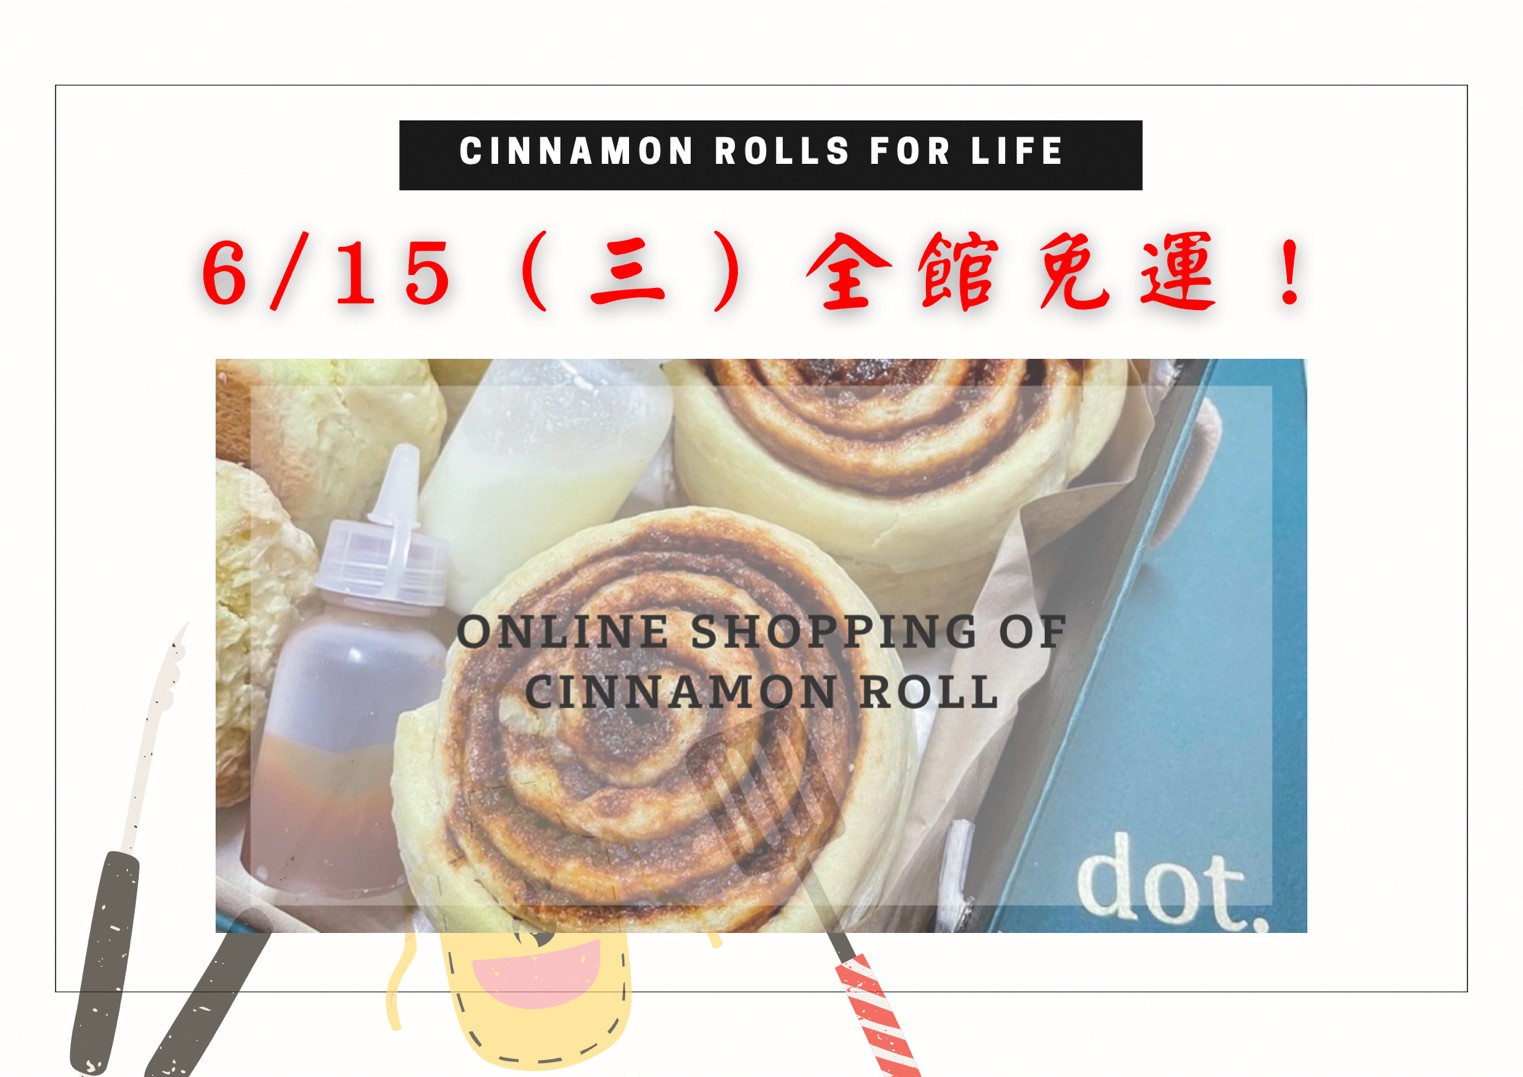 CINNAMON ROLLS FOR LIFE
6/15（三）全館免運！
ONLINE SHOPPING OF
CINNAMON ROLL
dot.